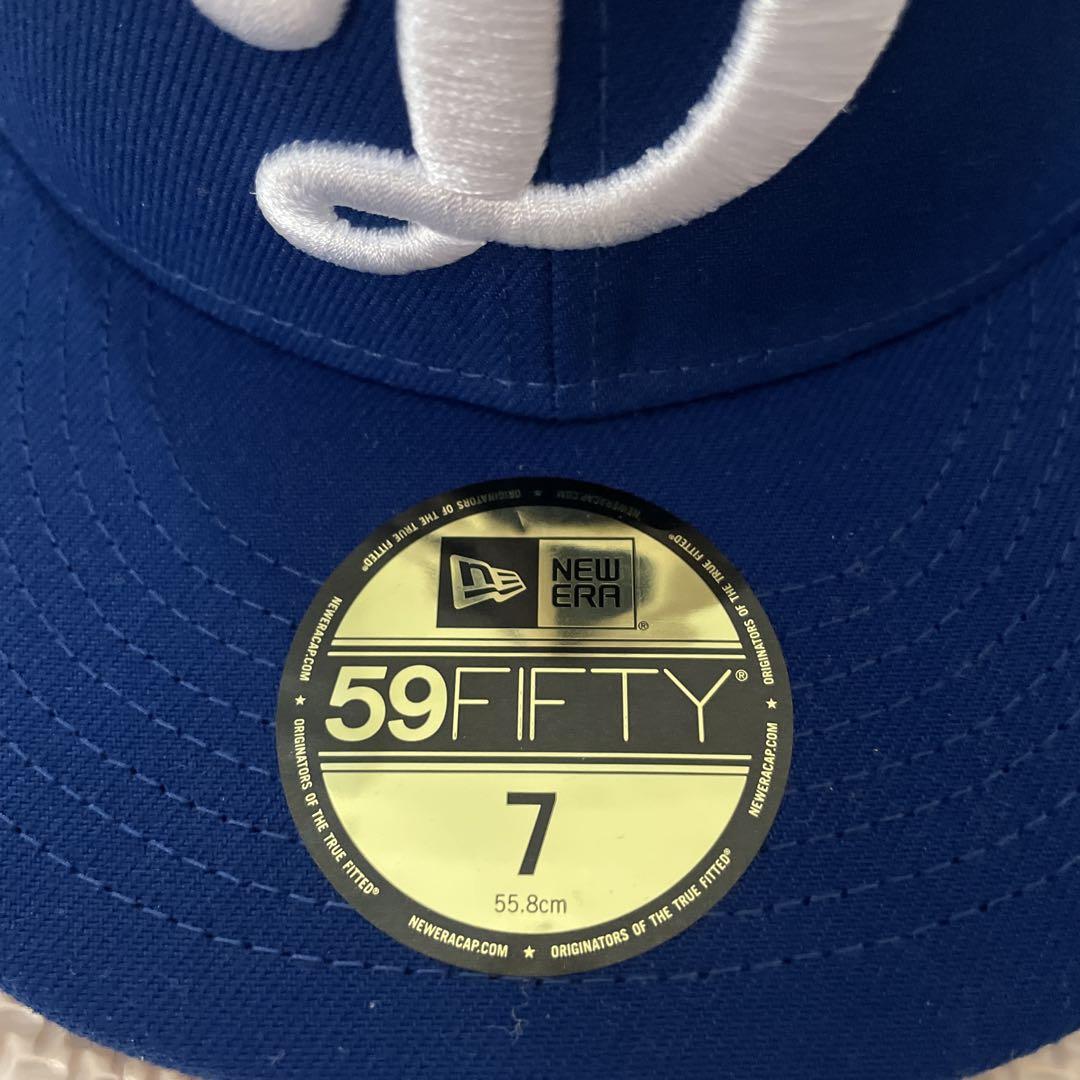 D
NEW
ERA
®
59FIFTY®
7
55.8cm
NEWERACAP.COM ★ ORIGINATORS OF THE TRUE FITTED®
NEWERACAP.COM ★ ORIGINATORS OF THE TRUE FITTED®
NEWERACAP.COM ★ ORIGINATORS OF THE TRUE FITTED®
NEWERACAP.COM ★ ORIGINATORS OF THE TRUE FITTED®